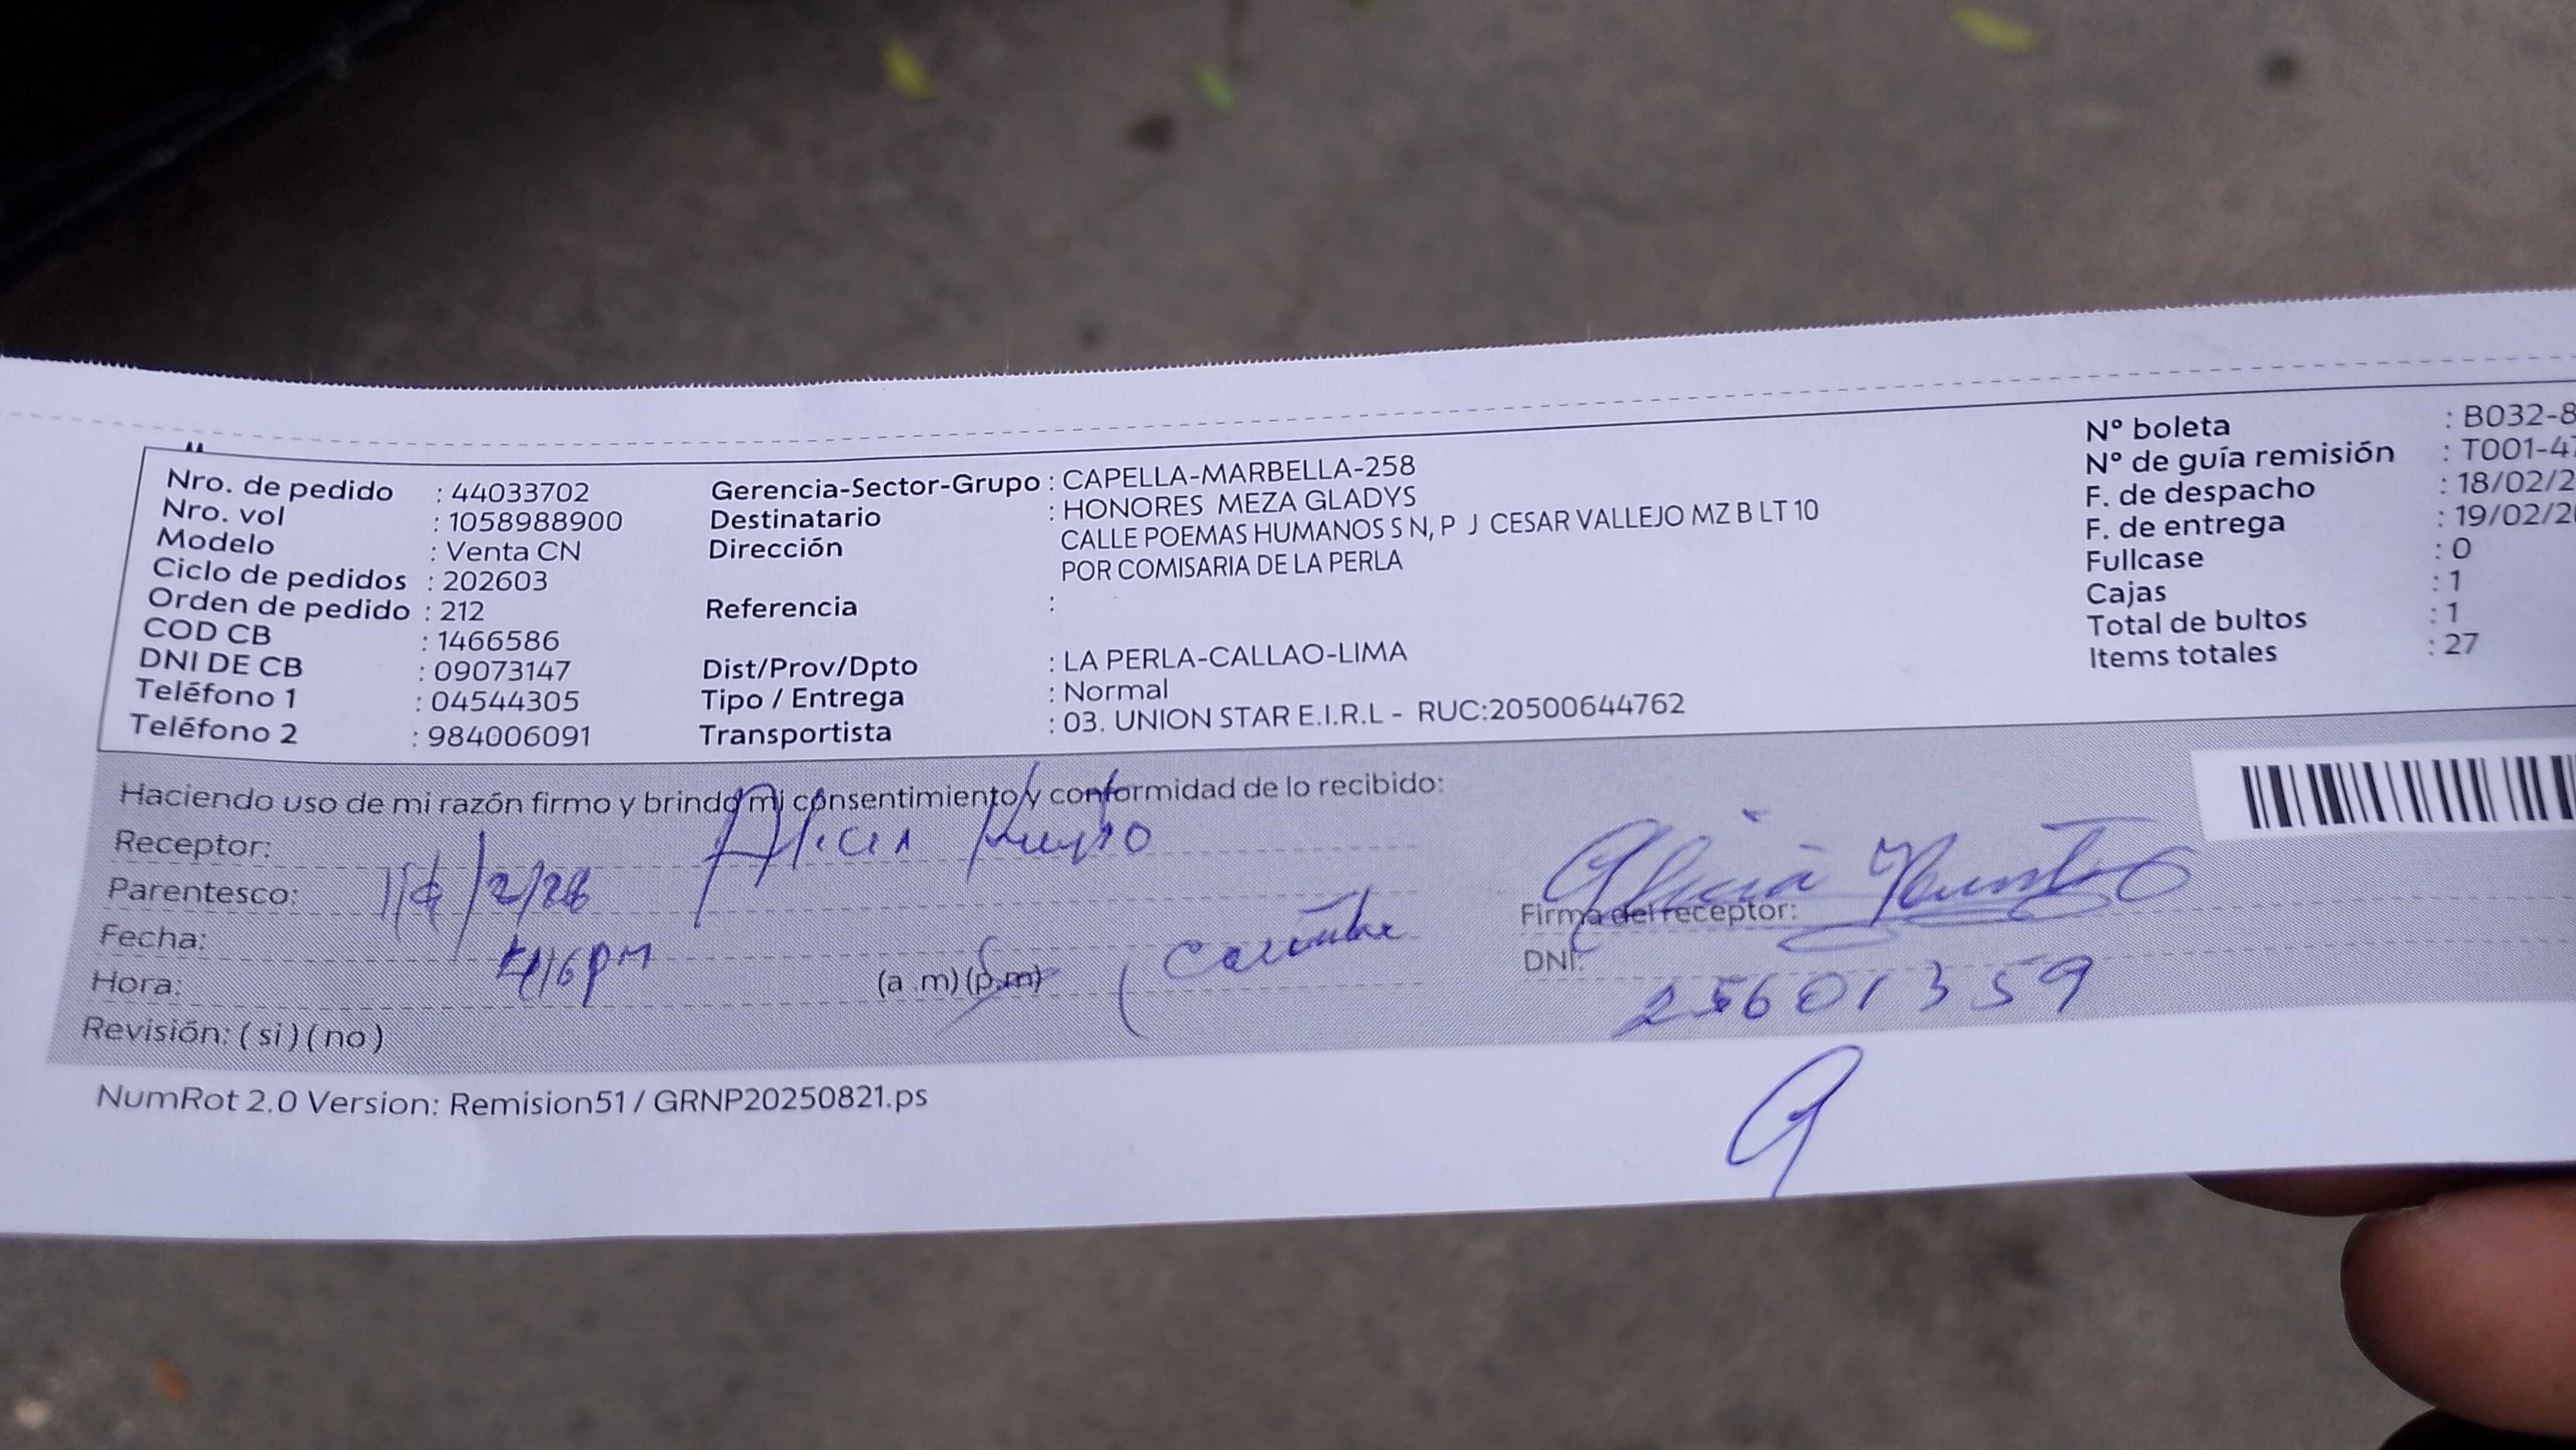 Nro. de pedido : 44033702
Nro. vol : 1058988900
Modelo : Venta CN
Ciclo de pedidos : 202603
Orden de pedido : 212
COD CB : 1466586
DNI DE CB : 09073147
Teléfono 1 : 04544305
Teléfono 2 : 984006091
Gerencia-Sector-Grupo : CAPELLA-MARBELLA-258
Destinatario : HONORES MEZA GLADYS
Dirección CALLE POEMAS HUMANOS S N, P J CESAR VALLEJO MZ B LT 10
POR COMISARIA DE LA PERLA
Referencia :
Dist/Prov/Dpto : LA PERLA-CALLAO-LIMA
Tipo / Entrega : Normal
Transportista : 03. UNION STAR E.I.R.L - RUC:20500644762
Nº boleta : B032-8
Nº de guía remisión : T001-47
F. de despacho : 18/02/2
F. de entrega : 19/02/20
Fullcase : 0
Cajas : 1
Total de bultos : 1
Items totales : 27
Haciendo uso de mi razón firmo y brindo mi consentimiento y conformidad de lo recibido:
Receptor: Alicia
Parentesco:
Fecha:
Hora: (a .m) (p.m)
Revisión: ( si ) ( no )
Alicia
Firma del receptor:
DNI: 25601359
NumRot 2.0 Version: Remision51 / GRNP20250821.ps